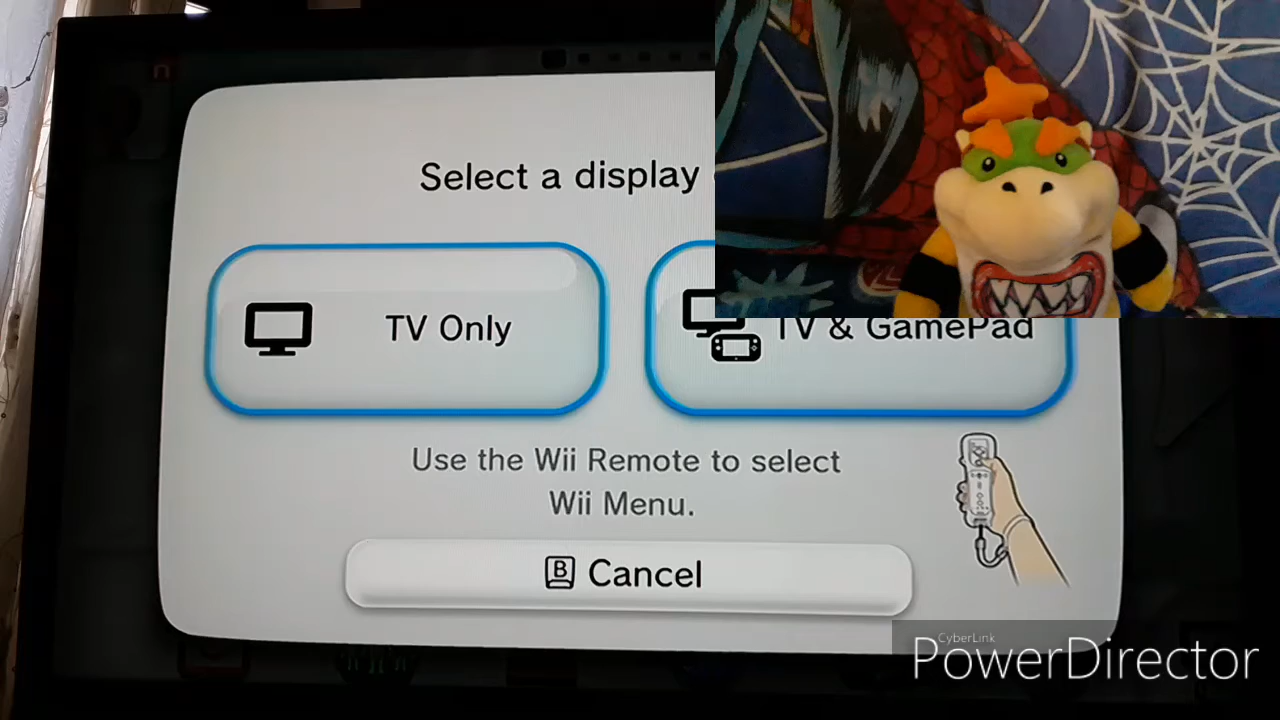 Select a display
TV Only
TV & GamePad
Use the Wii Remote to select
Wii Menu.
B Cancel
CyberLink
PowerDirector